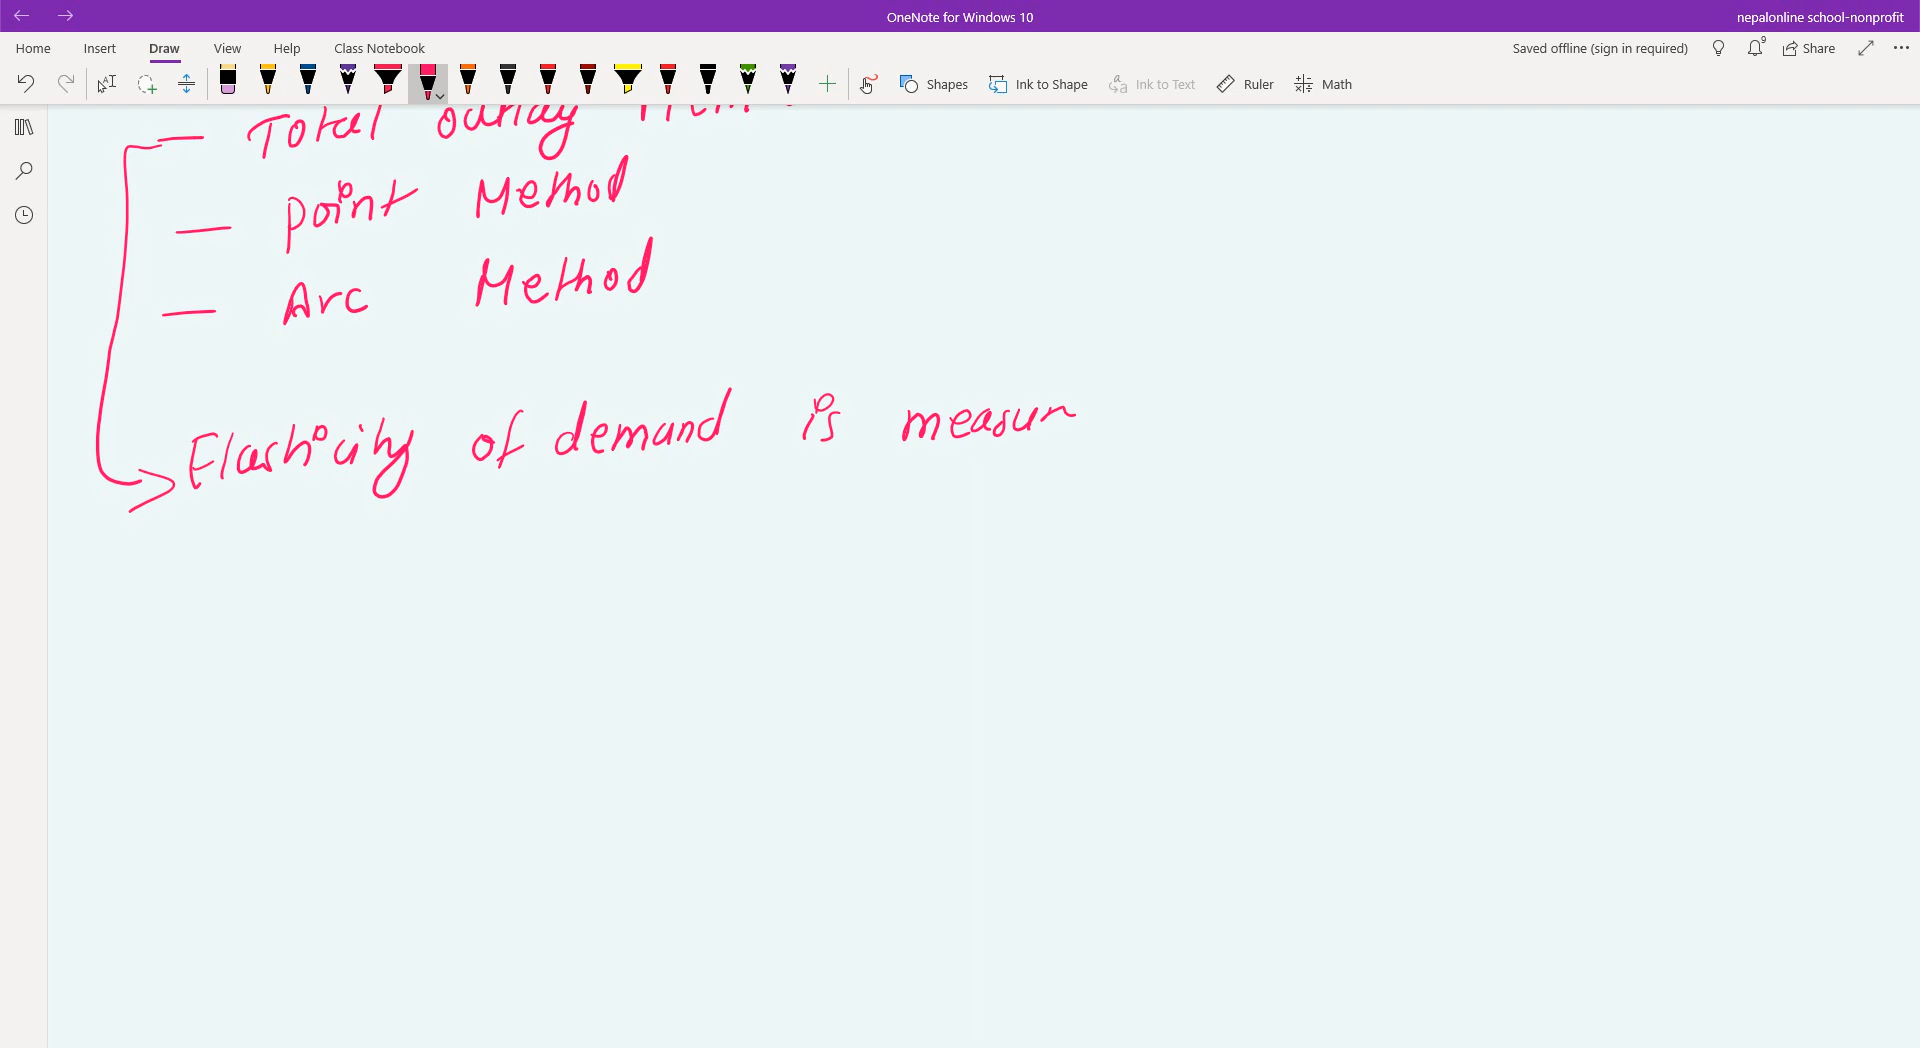 OneNote for Windows 10
nepalonline school-nonprofit
Home Insert Draw View Help Class Notebook
Saved offline (sign in required) 9 Share
Shapes Ink to Shape Ink to Text Ruler Math
— Total outlay
— point Method
— Arc Method
Elasticity of demand is measur